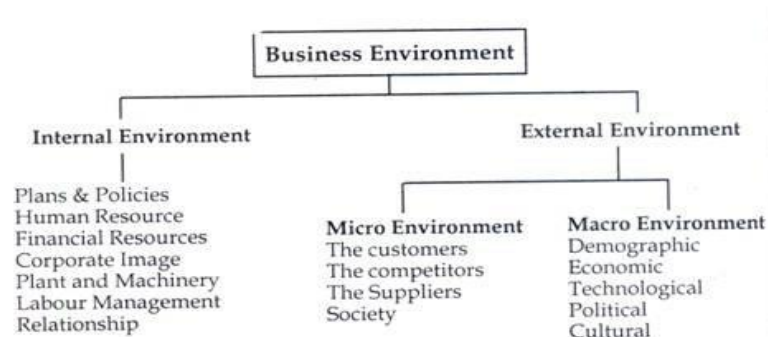 Business Environment
Internal Environment
External Environment
Plans & Policies
Human Resource
Financial Resources
Corporate Image
Plant and Machinery
Labour Management
Relationship
Micro Environment
The customers
The competitors
The Suppliers
Society
Macro Environment
Demographic
Economic
Technological
Political
Cultural